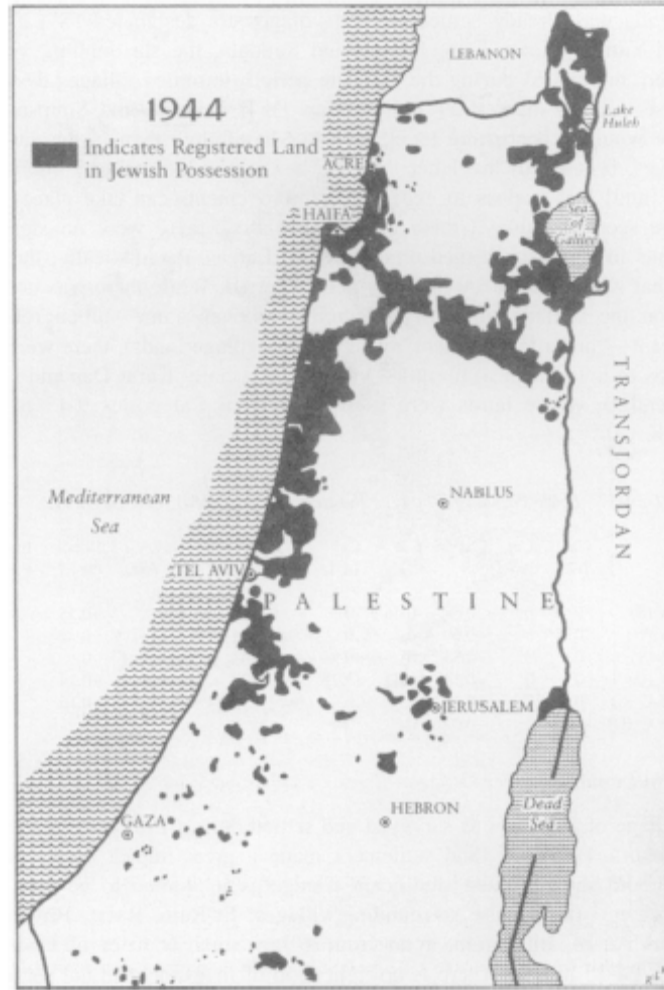 LEBANON
1944
Indicates Registered Land
in Jewish Possession
Lake
Huleh
ACRE
HAIFA
Sea
of
Galilee
TRANSJORDAN
Mediterranean
Sea
NABLUS
TEL AVIV
PALESTINE
JERUSALEM
GAZA
HEBRON
Dead
Sea